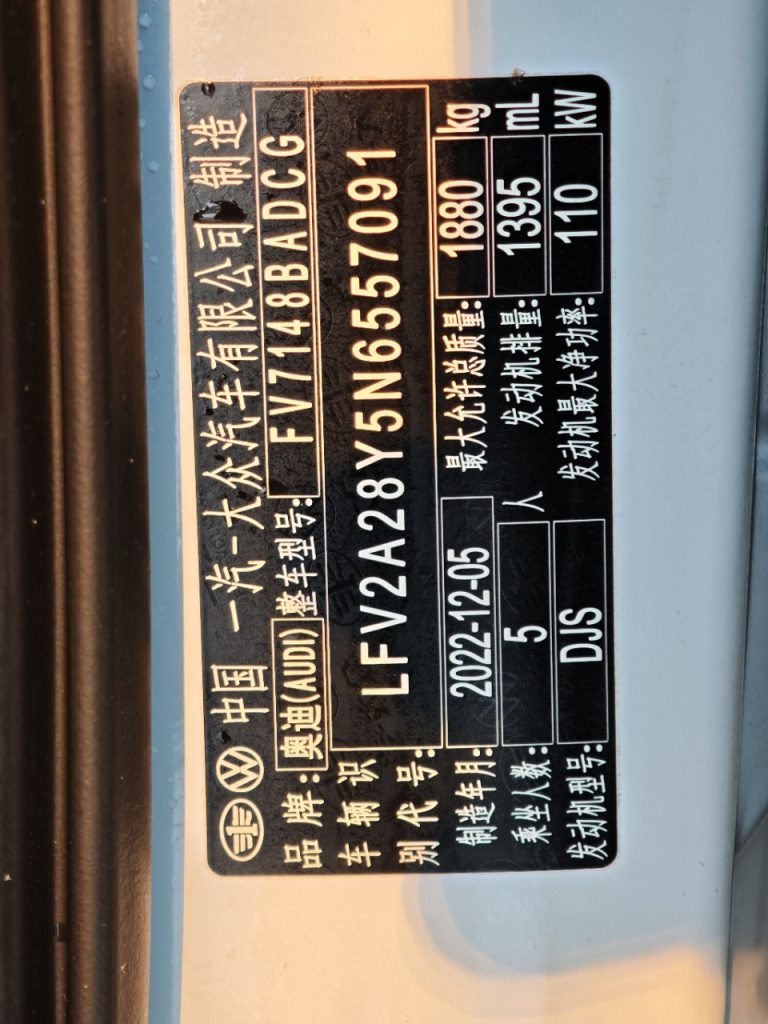 中国 一汽-大众汽车有限公司 制造
品牌: 奥迪(AUDI) 整车型号: FV7148BADCG
车辆识别代号: LFV2A28Y5N6557091
制造年月: 2022-12-05 最大允许总质量: 1880 kg
乘坐人数: 5 人 发动机排量: 1395 mL
发动机型号: DJS 发动机最大净功率: 110 kW